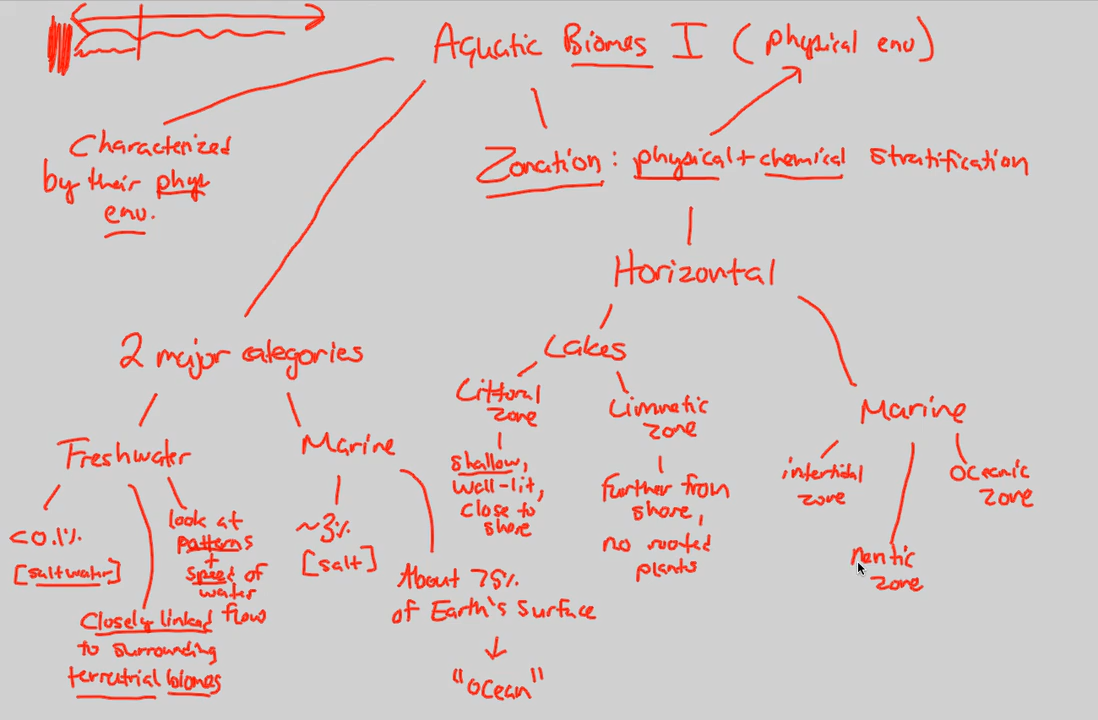 Aquatic Biomes I (physical env)
Characterized
by their phys
env.
Zonation: physical + chemical stratification
2 major categories
Freshwater
<0.1%
[saltwater]
Closely linked
to surrounding
terrestrial biomes
look at
patterns
+
speed of
water
flow
Marine
~3%
[salt]
About 75%
of Earth's surface
"ocean"
Horizontal
Lakes
Littoral
zone
shallow,
well-lit,
close to
shore
Limnetic
zone
Further from
shore,
no rooted
plants
Marine
intertidal
zone
neritic
zone
Oceanic
zone